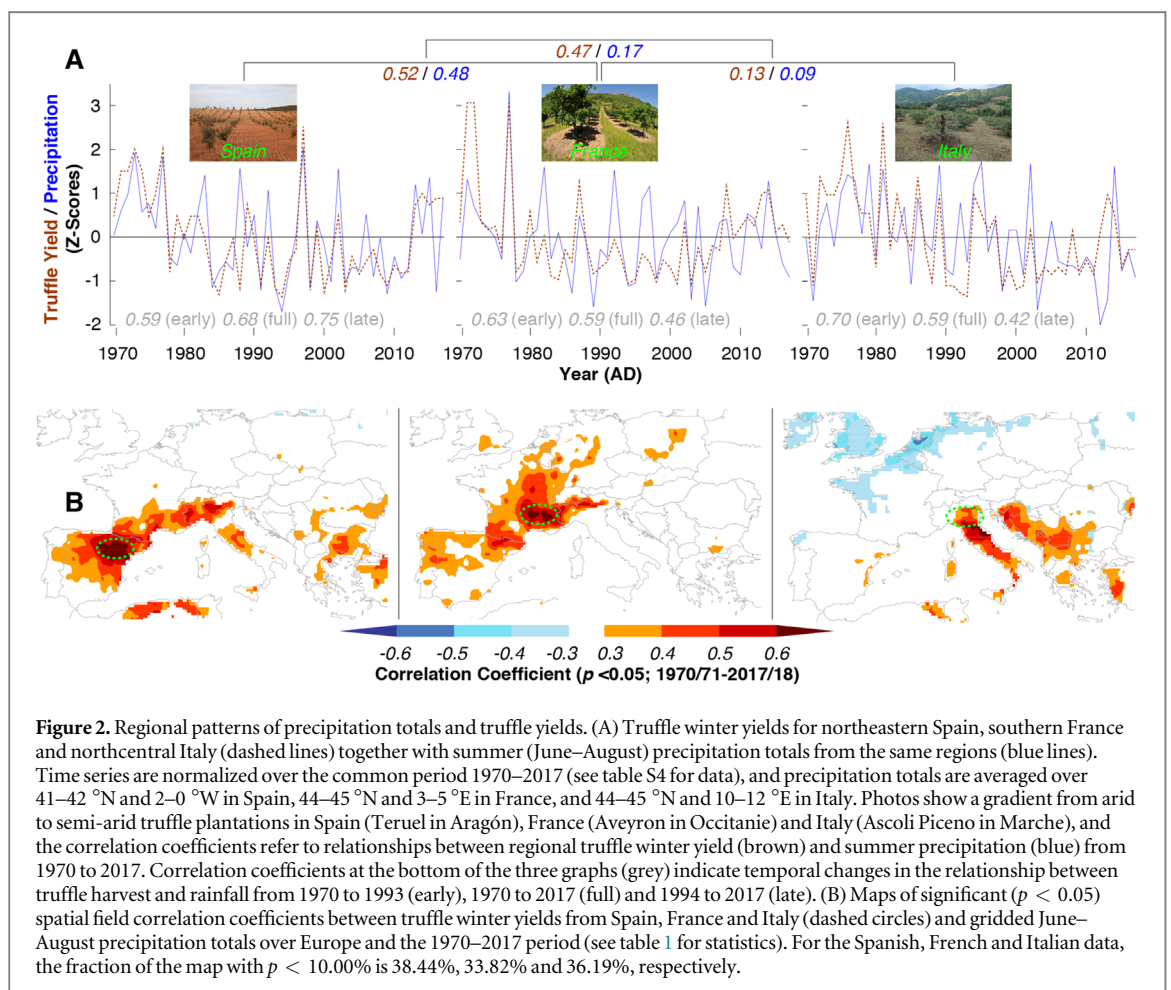 A
0.47 / 0.17
0.52 / 0.48
0.13 / 0.09
Truffle Yield / Precipitation
(Z-Scores)
3
2
1
0
-1
-2
Spain
France
Italy
0.59 (early) 0.68 (full) 0.75 (late)
0.63 (early) 0.59 (full) 0.46 (late)
0.70 (early) 0.59 (full) 0.42 (late)
1970 1980 1990 2000 2010 1970 1980 1990 2000 2010 1970 1980 1990 2000 2010
Year (AD)
B
-0.6 -0.5 -0.4 -0.3 0.3 0.4 0.5 0.6
Correlation Coefficient (p <0.05; 1970/71-2017/18)
Figure 2. Regional patterns of precipitation totals and truffle yields. (A) Truffle winter yields for northeastern Spain, southern France
and northcentral Italy (dashed lines) together with summer (June–August) precipitation totals from the same regions (blue lines).
Time series are normalized over the common period 1970–2017 (see table S4 for data), and precipitation totals are averaged over
41–42 °N and 2–0 °W in Spain, 44–45 °N and 3–5 °E in France, and 44–45 °N and 10–12 °E in Italy. Photos show a gradient from arid
to semi-arid truffle plantations in Spain (Teruel in Aragón), France (Aveyron in Occitanie) and Italy (Ascoli Piceno in Marche), and
the correlation coefficients refer to relationships between regional truffle winter yield (brown) and summer precipitation (blue) from
1970 to 2017. Correlation coefficients at the bottom of the three graphs (grey) indicate temporal changes in the relationship between
truffle harvest and rainfall from 1970 to 1993 (early), 1970 to 2017 (full) and 1994 to 2017 (late). (B) Maps of significant (p < 0.05)
spatial field correlation coefficients between truffle winter yields from Spain, France and Italy (dashed circles) and gridded June–
August precipitation totals over Europe and the 1970–2017 period (see table 1 for statistics). For the Spanish, French and Italian data,
the fraction of the map with p < 10.00% is 38.44%, 33.82% and 36.19%, respectively.